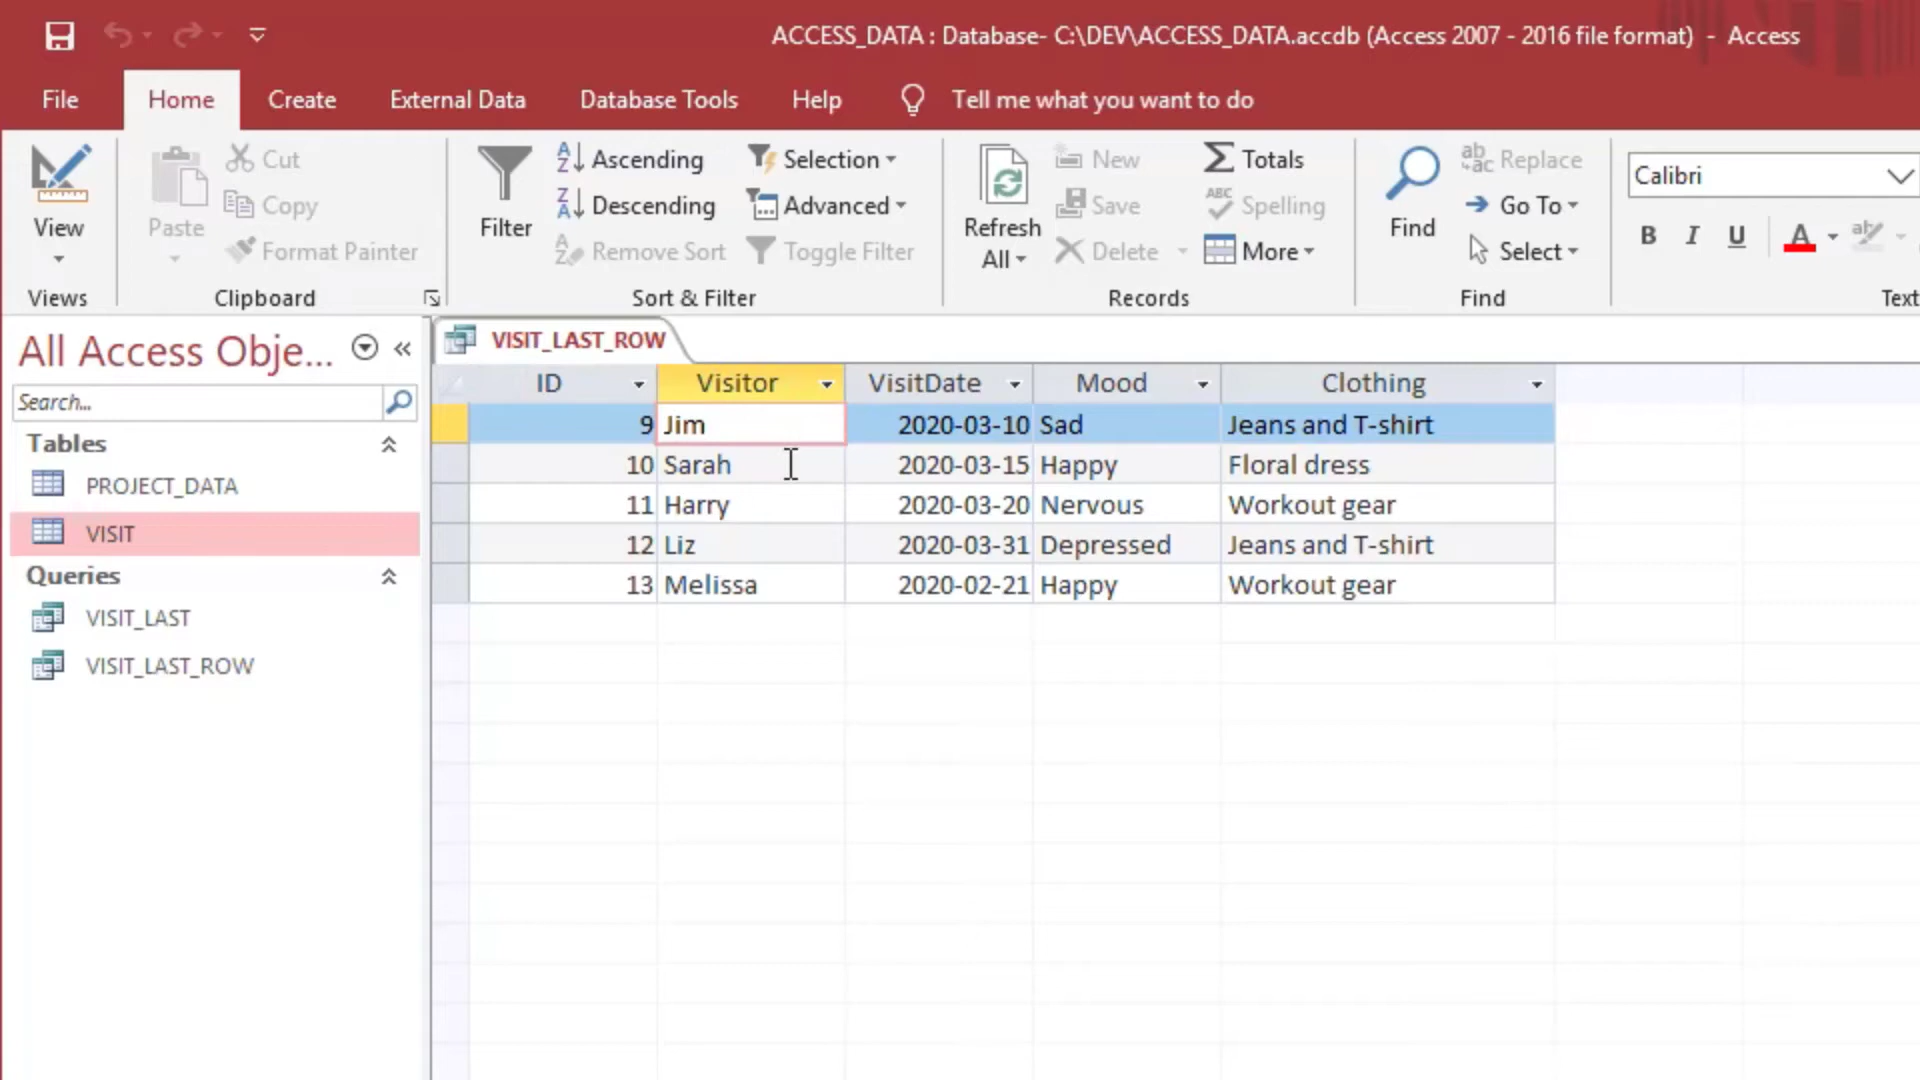 ACCESS_DATA : Database- C:\DEV\ACCESS_DATA.accdb (Access 2007 - 2016 file format) - Access
File Home Create External Data Database Tools Help Tell me what you want to do
View
Views
Paste
Cut
Copy
Format Painter
Clipboard
Filter
Ascending
Descending
Remove Sort
Selection
Advanced
Toggle Filter
Sort & Filter
Refresh
All
New
Save
Delete
Totals
Spelling
More
Records
Find
Replace
Go To
Select
Find
Calibri
B I U A
Text
All Access Obje...
Search...
Tables
PROJECT_DATA
VISIT
Queries
VISIT_LAST
VISIT_LAST_ROW
VISIT_LAST_ROW
ID Visitor VisitDate Mood Clothing
9 Jim 2020-03-10 Sad Jeans and T-shirt
10 Sarah 2020-03-15 Happy Floral dress
11 Harry 2020-03-20 Nervous Workout gear
12 Liz 2020-03-31 Depressed Jeans and T-shirt
13 Melissa 2020-02-21 Happy Workout gear